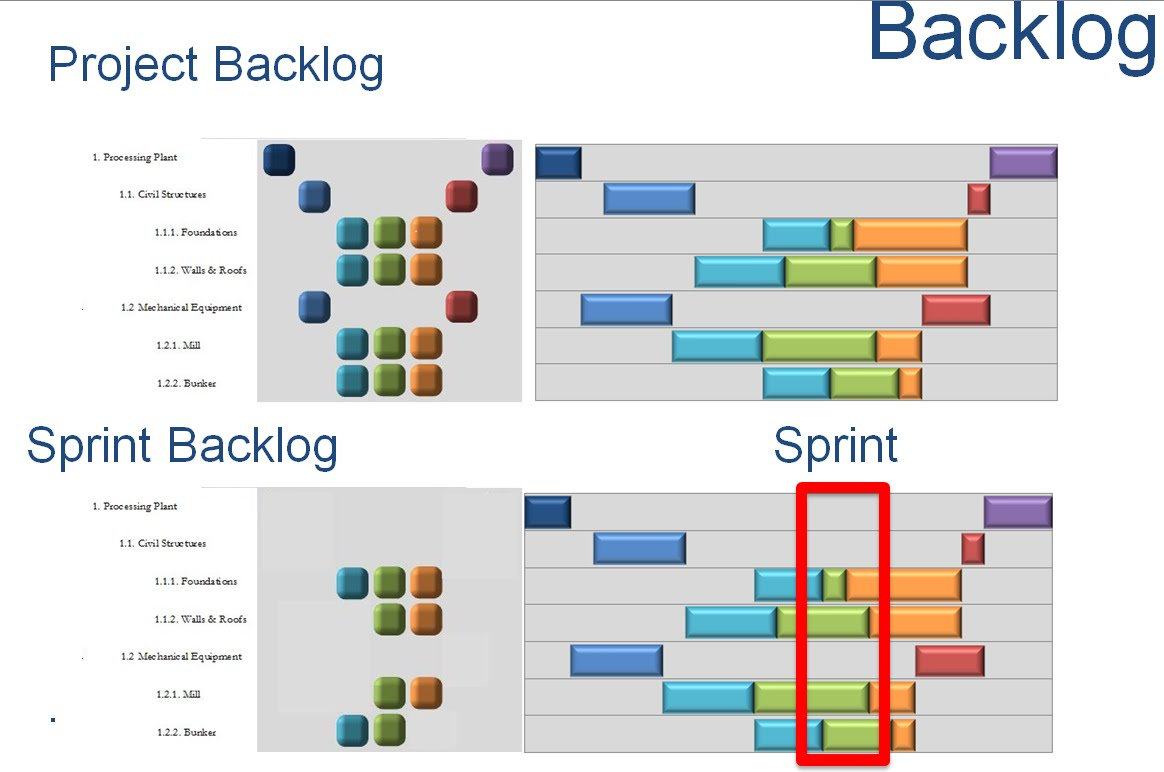 Backlog
Project Backlog
1. Processing Plant
1.1. Civil Structures
1.1.1. Foundations
1.1.2. Walls & Roofs
1.2 Mechanical Equipment
1.2.1. Mill
1.2.2. Bunker
Sprint Backlog
Sprint
1. Processing Plant
1.1. Civil Structures
1.1.1. Foundations
1.1.2. Walls & Roofs
1.2 Mechanical Equipment
1.2.1. Mill
1.2.2. Bunker